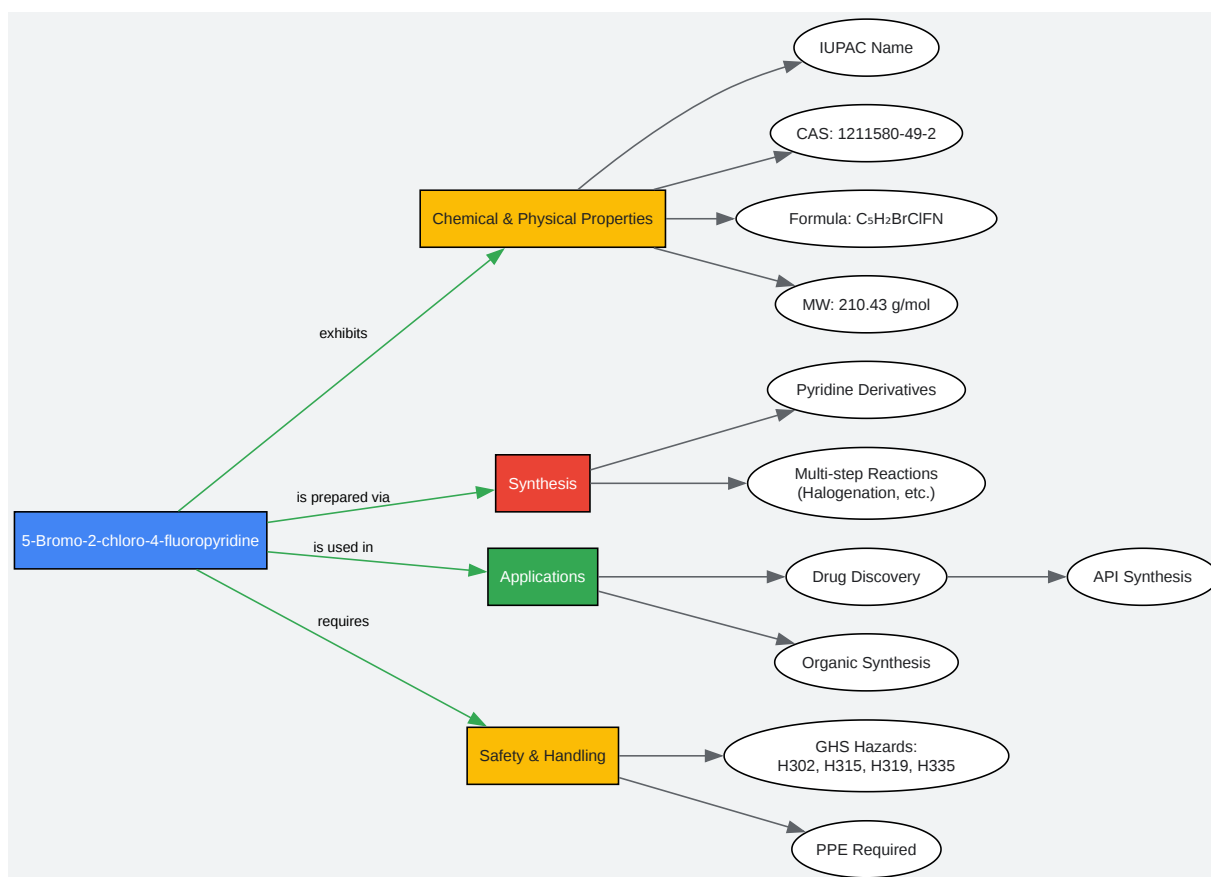 IUPAC Name
CAS: 1211580-49-2
Chemical & Physical Properties
Formula: C₅H₂BrClFN
MW: 210.43 g/mol
exhibits
Pyridine Derivatives
Synthesis
Multi-step Reactions
(Halogenation, etc.)
is prepared via
5-Bromo-2-chloro-4-fluoropyridine
is used in
Applications
Drug Discovery
API Synthesis
requires
Organic Synthesis
Safety & Handling
GHS Hazards:
H302, H315, H319, H335
PPE Required